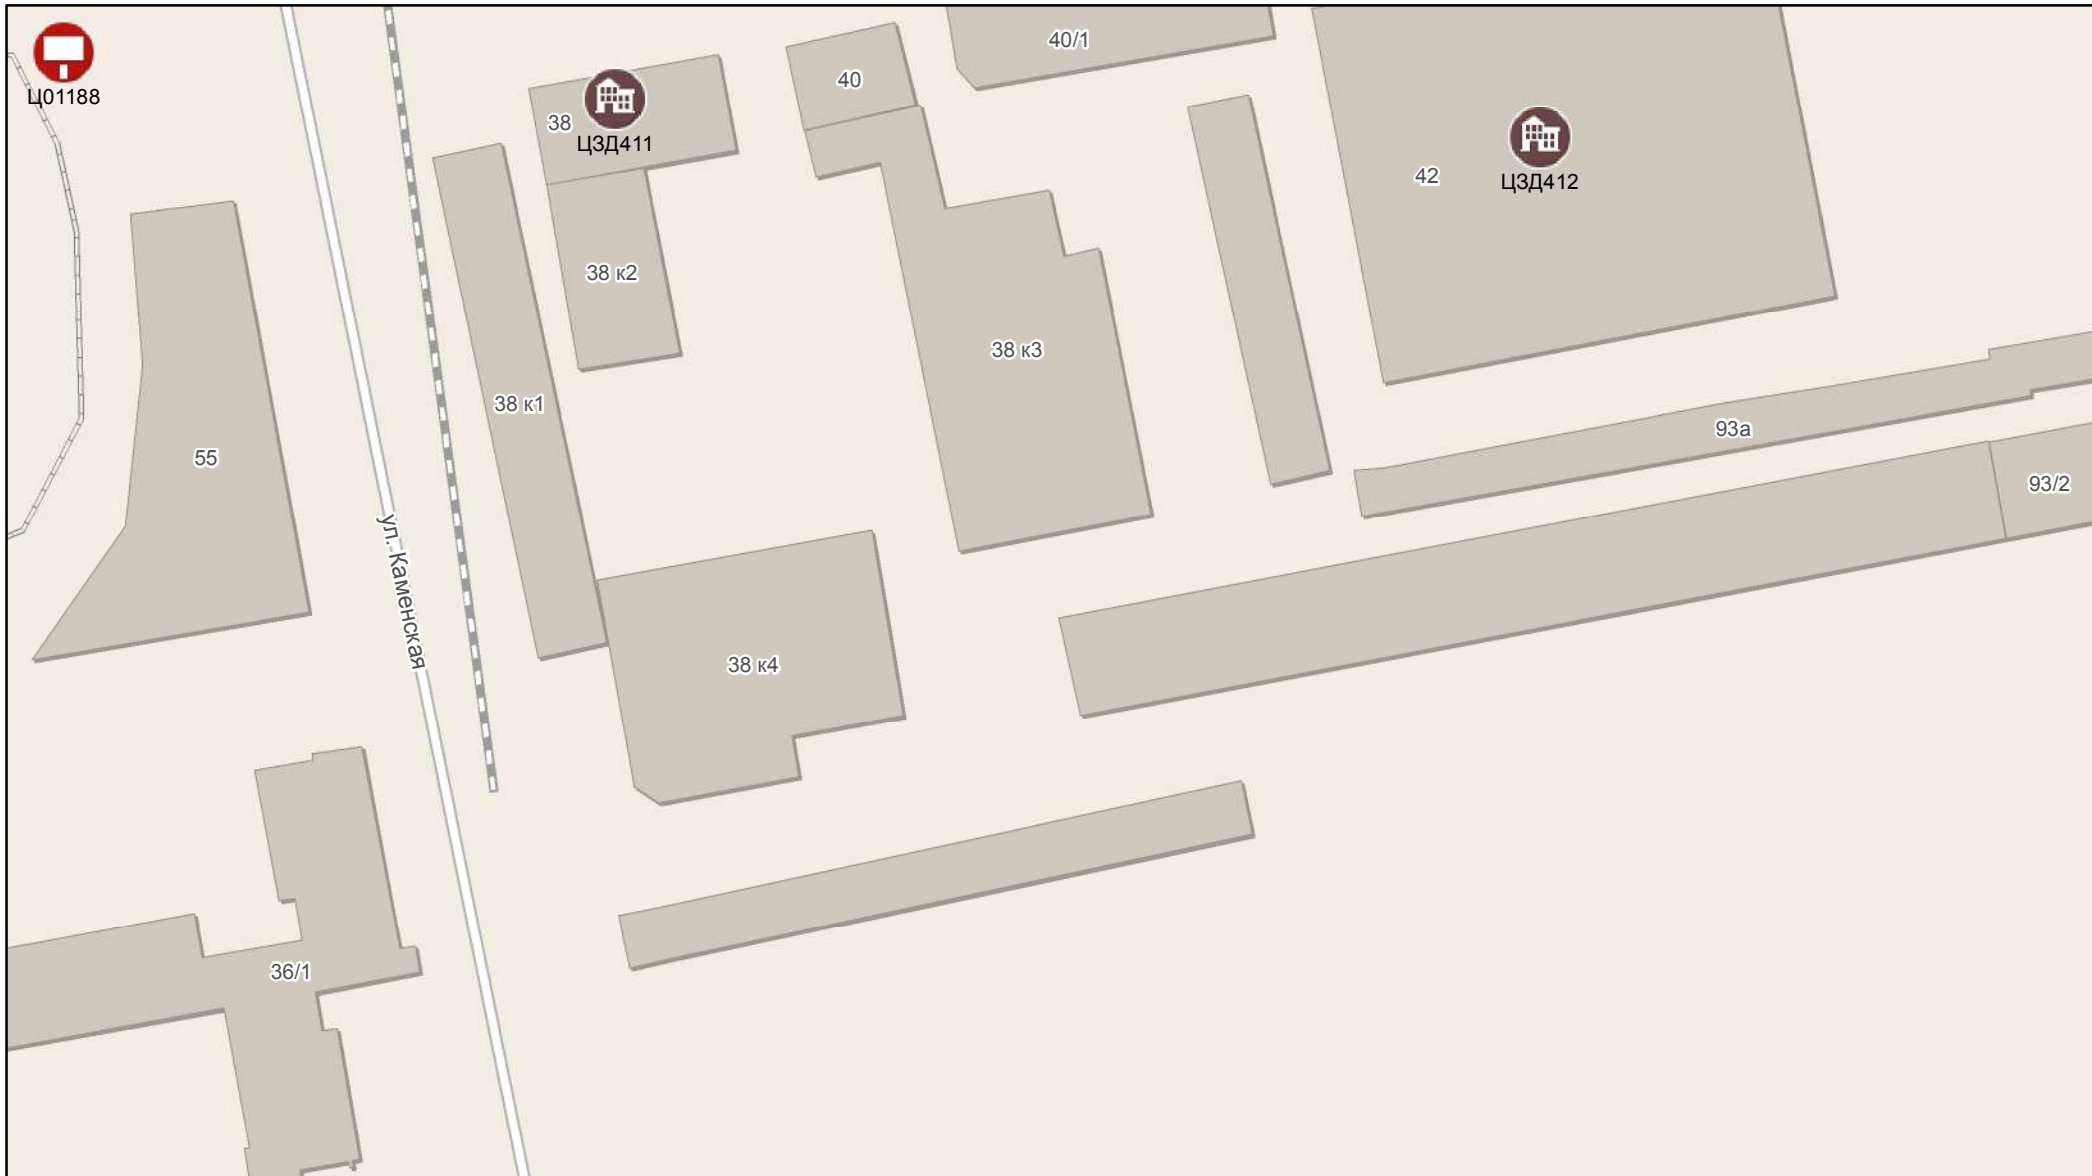 Ц01188
40/1
40
38
ЦЗД411
42
ЦЗД412
38 к2
38 к3
38 к1
93а
55
93/2
ул. Каменская
38 к4
36/1